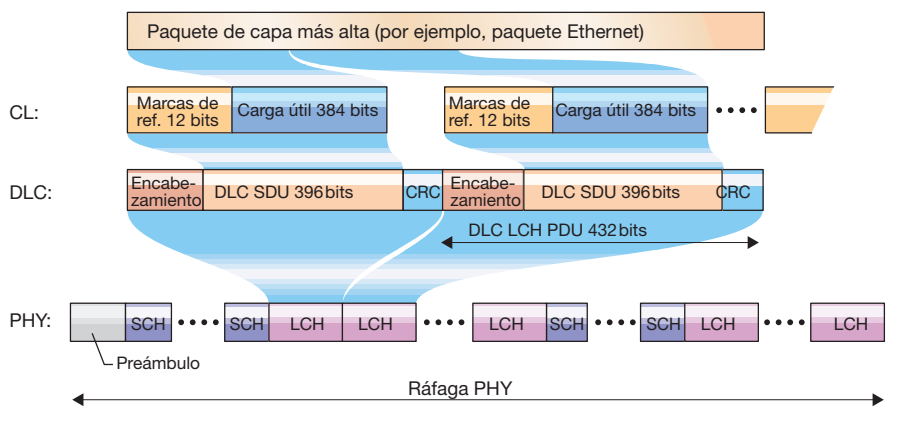 Paquete de capa más alta (por ejemplo, paquete Ethernet)
CL:
Marcas de
ref. 12 bits
Carga útil 384 bits
Marcas de
ref. 12 bits
Carga útil 384 bits
DLC:
Encabe-
zamiento
DLC SDU 396 bits
CRC
Encabe-
zamiento
DLC SDU 396 bits
CRC
DLC LCH PDU 432 bits
PHY:
SCH
SCH
LCH
LCH
LCH
SCH
SCH
LCH
LCH
Preámbulo
Ráfaga PHY